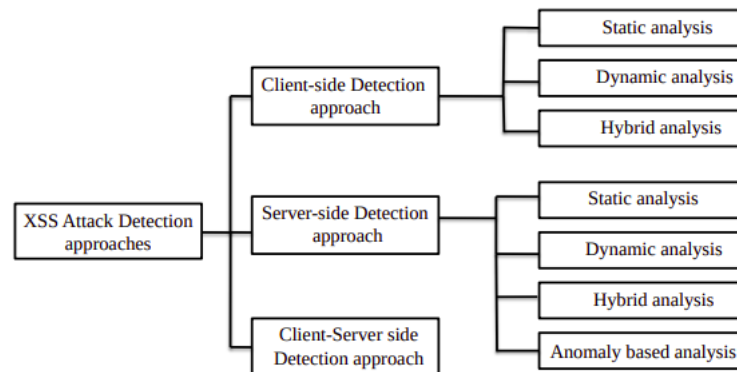 XSS Attack Detection
approaches
Client-side Detection
approach
Static analysis
Dynamic analysis
Hybrid analysis
Server-side Detection
approach
Static analysis
Dynamic analysis
Hybrid analysis
Anomaly based analysis
Client-Server side
Detection approach